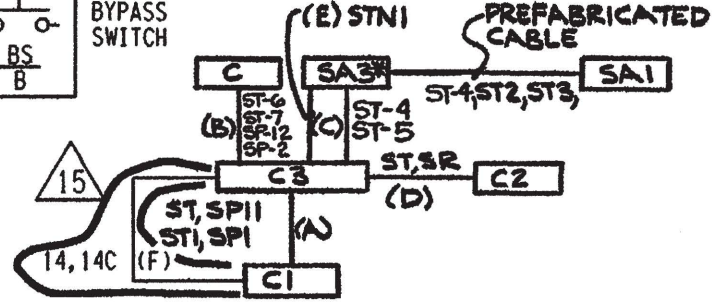 BYPASS
SWITCH
BS
B
(E) STN1
PREFABRICATED
CABLE
C
SA3*
SA1
ST-4,ST2,ST3,
ST-6
ST-7
SP-12
SP-2
(B)
(C)
ST-4
ST-5
C3
ST,SR
(D)
C2
15
ST, SP11
ST1, SP1
(A)
14,14C
(F)
C1